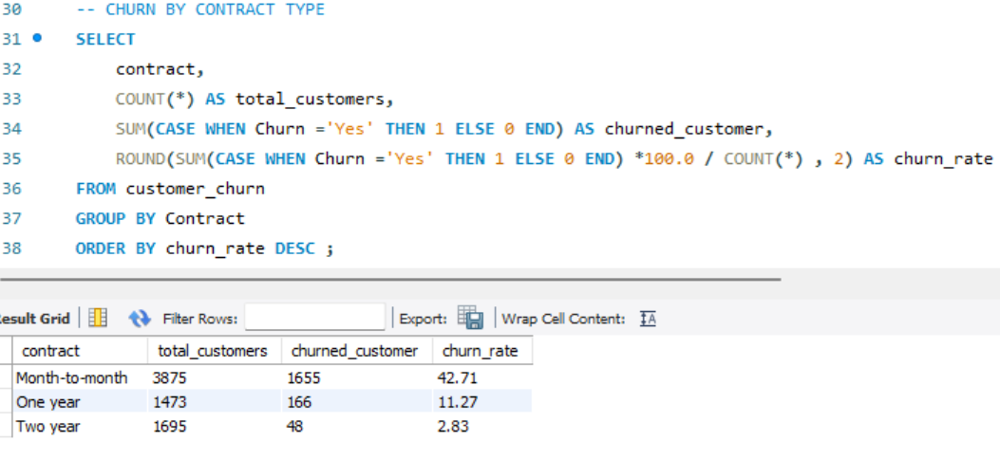 30 -- CHURN BY CONTRACT TYPE
31 SELECT
32 contract,
33 COUNT(*) AS total_customers,
34 SUM(CASE WHEN Churn ='Yes' THEN 1 ELSE 0 END) AS churned_customer,
35 ROUND(SUM(CASE WHEN Churn ='Yes' THEN 1 ELSE 0 END) *100.0 / COUNT(*) , 2) AS churn_rate
36 FROM customer_churn
37 GROUP BY Contract
38 ORDER BY churn_rate DESC ;
Result Grid Filter Rows: Export: Wrap Cell Content: IA
contract total_customers churned_customer churn_rate
Month-to-month 3875 1655 42.71
One year 1473 166 11.27
Two year 1695 48 2.83